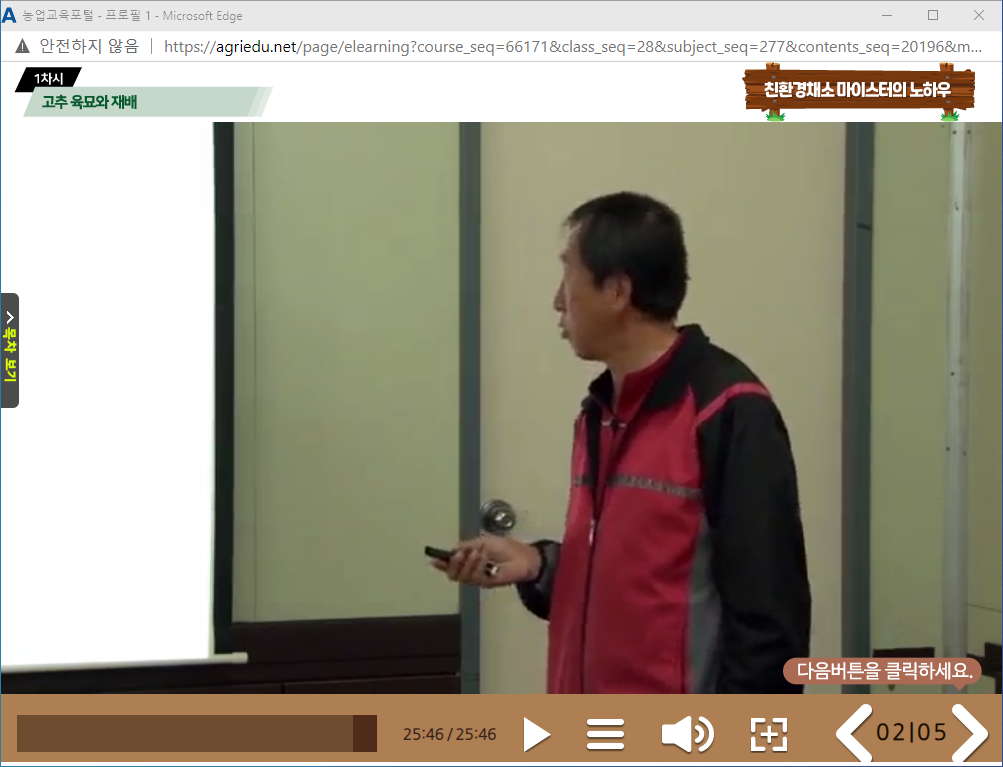 농업교육포털 - 프로필 1 - Microsoft Edge
안전하지 않음 | https://agriedu.net/page/elearning?course_seq=66171&class_seq=28&subject_seq=277&contents_seq=20196&m...
1차시
고추 육묘와 재배
친환경채소 마이스터의 노하우
목차 보기
다음버튼을 클릭하세요.
25:46 / 25:46
02|05